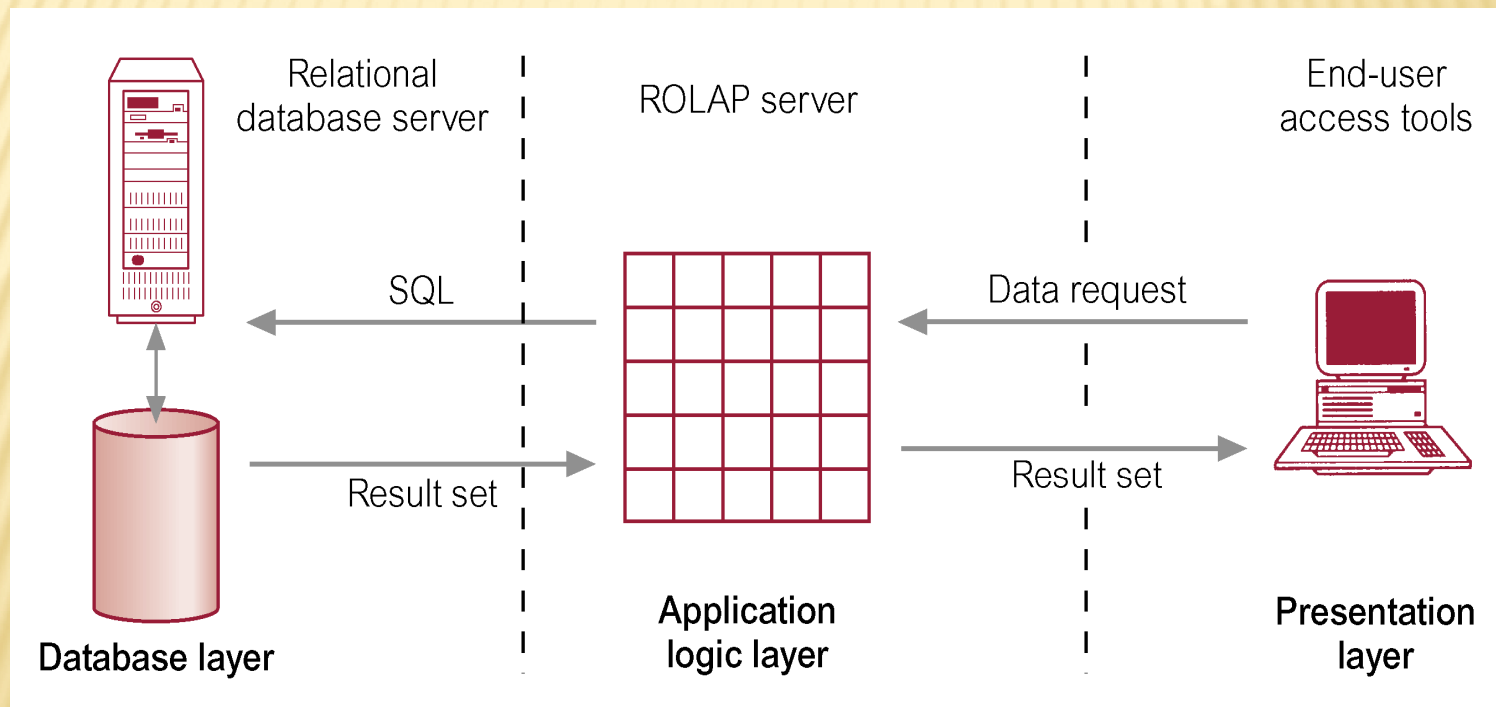 Relational
database server
ROLAP server
End-user
access tools
SQL
Data request
Result set
Result set
Database layer
Application
logic layer
Presentation
layer